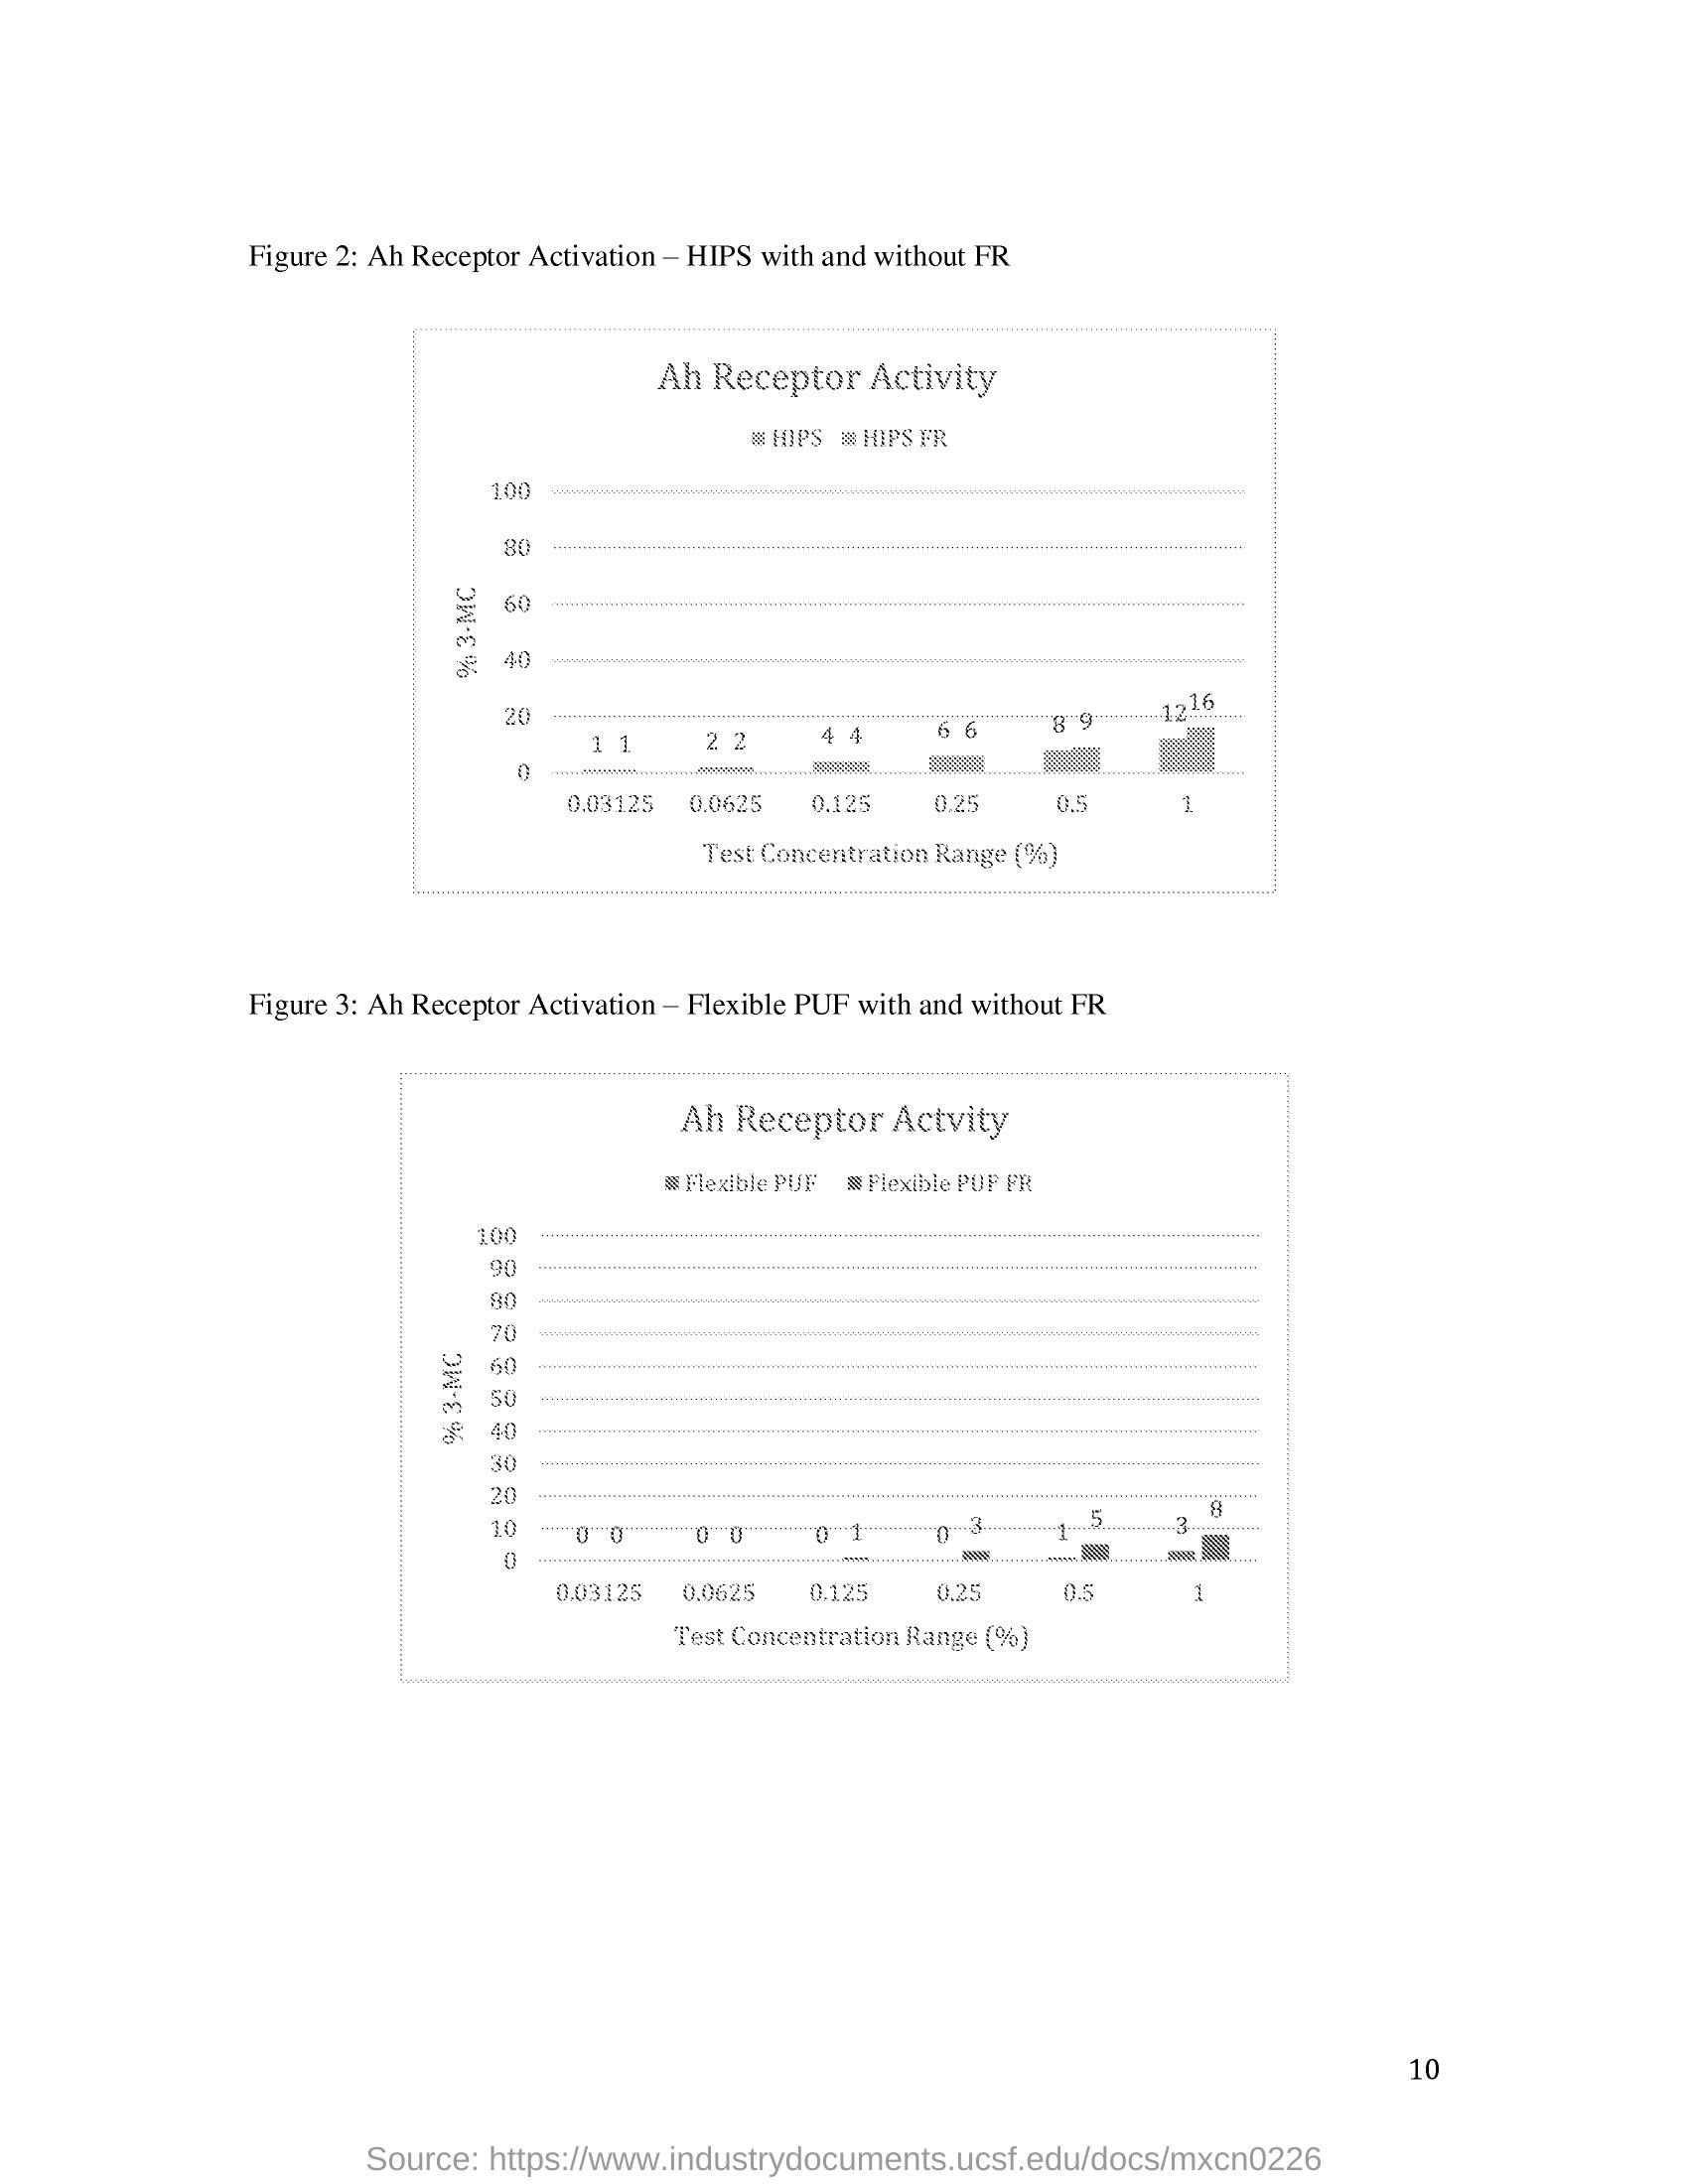 Figure 2: Ah Receptor Activation – HIPS with and without FR
Ah Receptor Activity
HIPS HIPS FR
100
80
60
40
20
0
% 3-MC
1 1 2 2 4 4 6 6 8 9 12 16
0.03125 0.0625 0.125 0.25 0.5 1
Test Concentration Range (%)
Figure 3: Ah Receptor Activation – Flexible PUF with and without FR
Ah Receptor Actvity
Flexible PUF Flexible PUF FR
100
90
80
70
60
50
40
30
20
10
0
% 3-MC
0 0 0 0 0 1 0 3 1 5 3 8
0.03125 0.0625 0.125 0.25 0.5 1
Test Concentration Range (%)
10
Source: https://www.industrydocuments.ucsf.edu/docs/mxcn0226